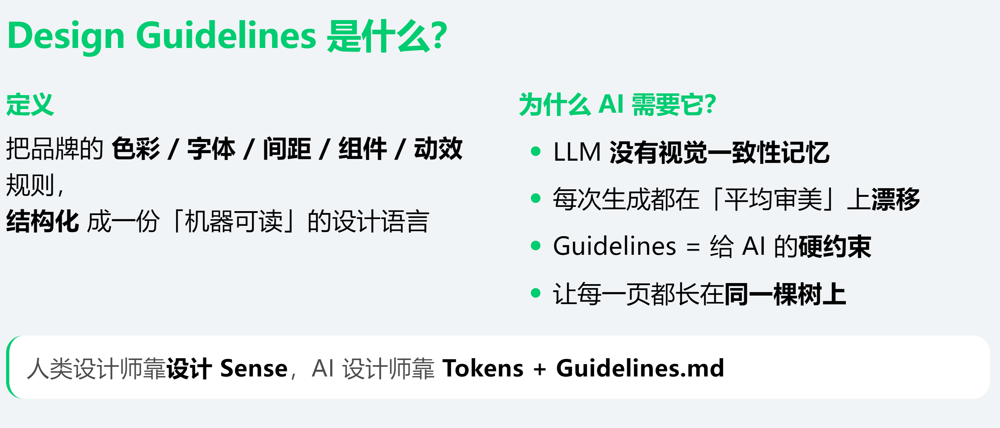 Design Guidelines 是什么？
定义
把品牌的 色彩 / 字体 / 间距 / 组件 / 动效
规则，
结构化 成一份「机器可读」的设计语言
为什么 AI 需要它？
• LLM 没有视觉一致性记忆
• 每次生成都在「平均审美」上漂移
• Guidelines = 给 AI 的硬约束
• 让每一页都长在同一棵树上
人类设计师靠设计 Sense，AI 设计师靠 Tokens + Guidelines.md